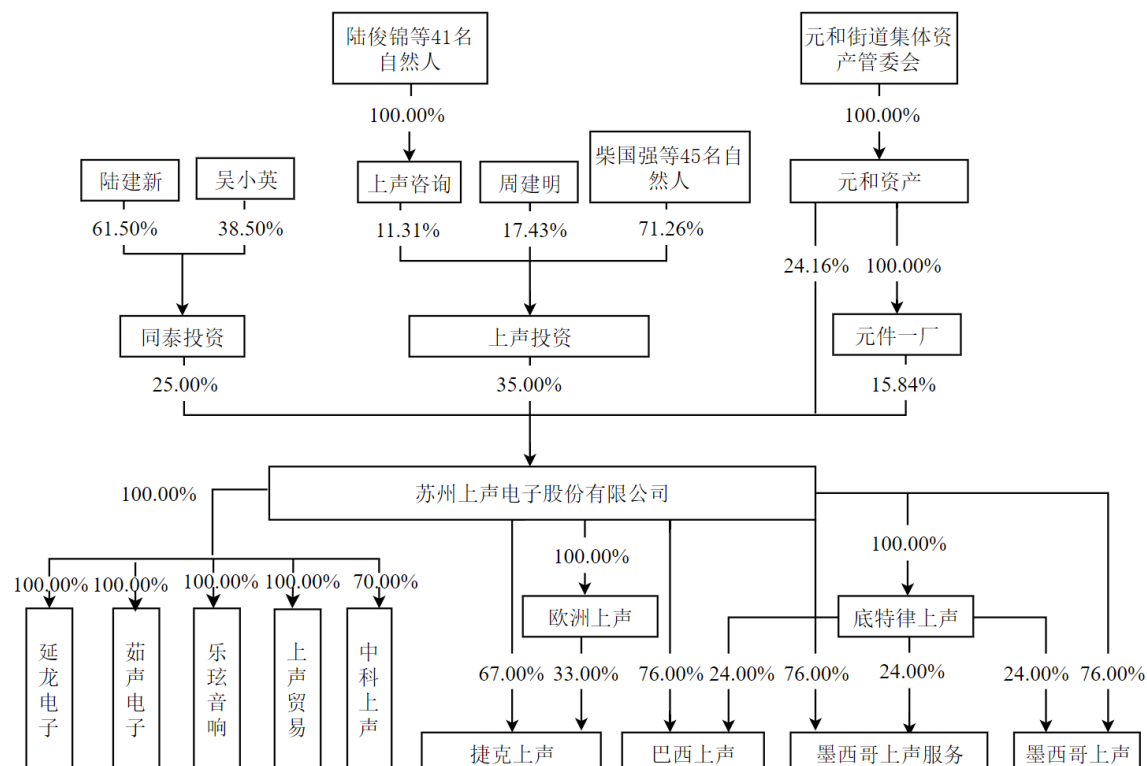 陆俊锦等41名
自然人
元和街道集体资
产管委会
100.00%
100.00%
陆建新
吴小英
上声咨询
周建明
柴国强等45名自
然人
元和资产
61.50%
38.50%
11.31%
17.43%
71.26%
24.16%
100.00%
同泰投资
上声投资
元件一厂
25.00%
35.00%
15.84%
苏州上声电子股份有限公司
100.00%
100.00%
100.00%
100.00%
100.00%
100.00%
100.00%
70.00%
欧洲上声
底特律上声
延龙电子
茹声电子
乐玹音响
上声贸易
中科上声
67.00%
33.00%
76.00%
24.00%
76.00%
24.00%
24.00%
76.00%
捷克上声
巴西上声
墨西哥上声服务
墨西哥上声